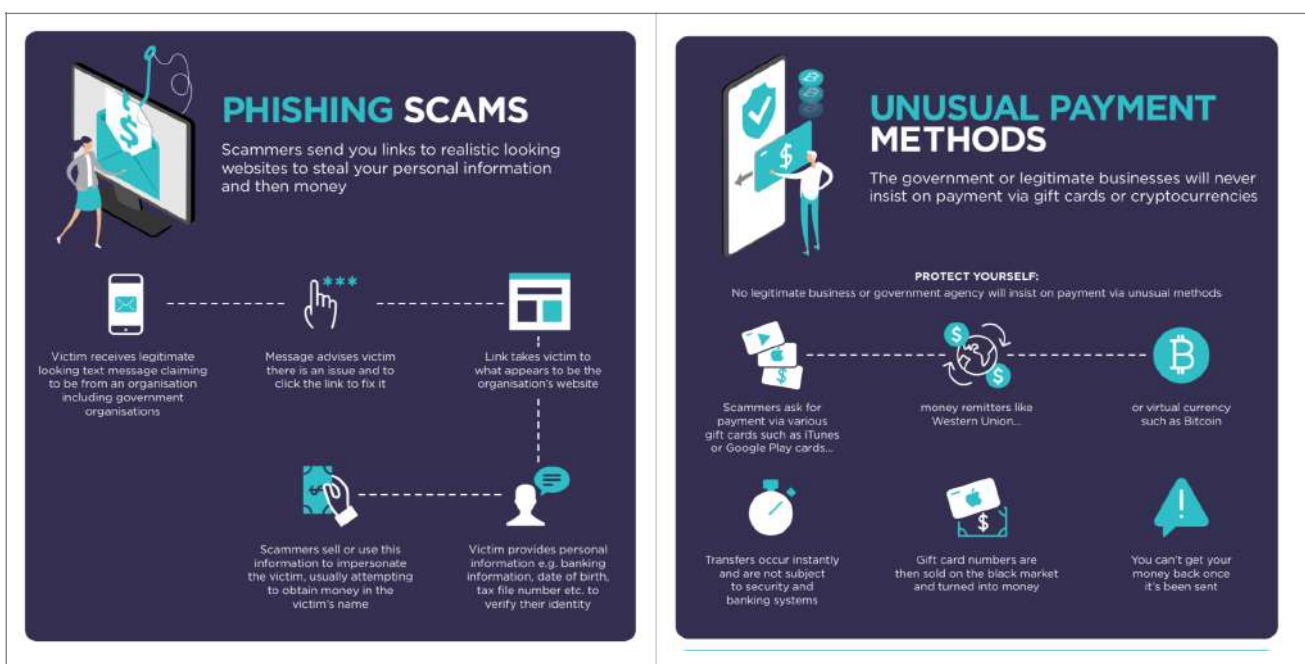 PHISHING SCAMS
Scammers send you links to realistic looking
websites to steal your personal information
and then money
Victim receives legitimate
looking text message claiming
to be from an organisation
including government
organisations
Message advises victim
there is an issue and to
click the link to fix it
Link takes victim to
what appears to be the
organisation's website
Scammers sell or use this
information to impersonate
the victim, usually attempting
to obtain money in the
victim's name
Victim provides personal
information e.g. banking
information, date of birth,
tax file number etc. to
verify their identity
UNUSUAL PAYMENT
METHODS
The government or legitimate businesses will never
insist on payment via gift cards or cryptocurrencies
PROTECT YOURSELF:
No legitimate business or government agency will insist on payment via unusual methods
Scammers ask for
payment via various
gift cards such as iTunes
or Google Play cards...
money remitters like
Western Union...
or virtual currency
such as Bitcoin
Transfers occur instantly
and are not subject
to security and
banking systems
Gift card numbers are
then sold on the black market
and turned into money
You can't get your
money back once
it's been sent